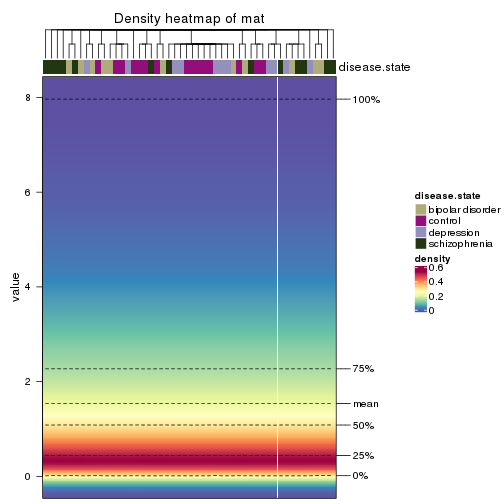 Density heatmap of mat
disease.state
8
6
4
2
0
value
100%
75%
mean
50%
25%
0%
disease.state
bipolar disorder
control
depression
schizophrenia
density
0.6
0.4
0.2
0